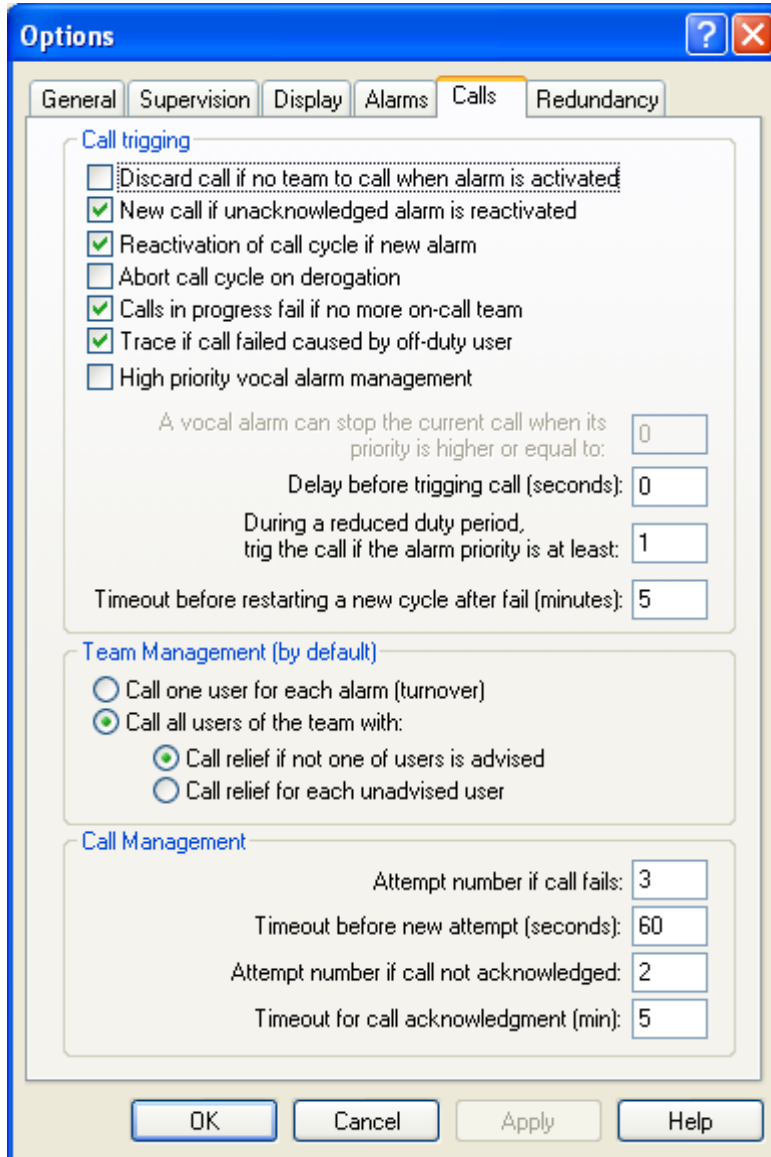 Options
General Supervision Display Alarms Calls Redundancy
Call trigging
Discard call if no team to call when alarm is activated
New call if unacknowledged alarm is reactivated
Reactivation of call cycle if new alarm
Abort call cycle on derogation
Calls in progress fail if no more on-call team
Trace if call failed caused by off-duty user
High priority vocal alarm management
A vocal alarm can stop the current call when its
priority is higher or equal to: 0
Delay before trigging call (seconds): 0
During a reduced duty period,
trig the call if the alarm priority is at least: 1
Timeout before restarting a new cycle after fail (minutes): 5
Team Management (by default)
Call one user for each alarm (turnover)
Call all users of the team with:
Call relief if not one of users is advised
Call relief for each unadvised user
Call Management
Attempt number if call fails: 3
Timeout before new attempt (seconds): 60
Attempt number if call not acknowledged: 2
Timeout for call acknowledgment (min): 5
OK Cancel Apply Help